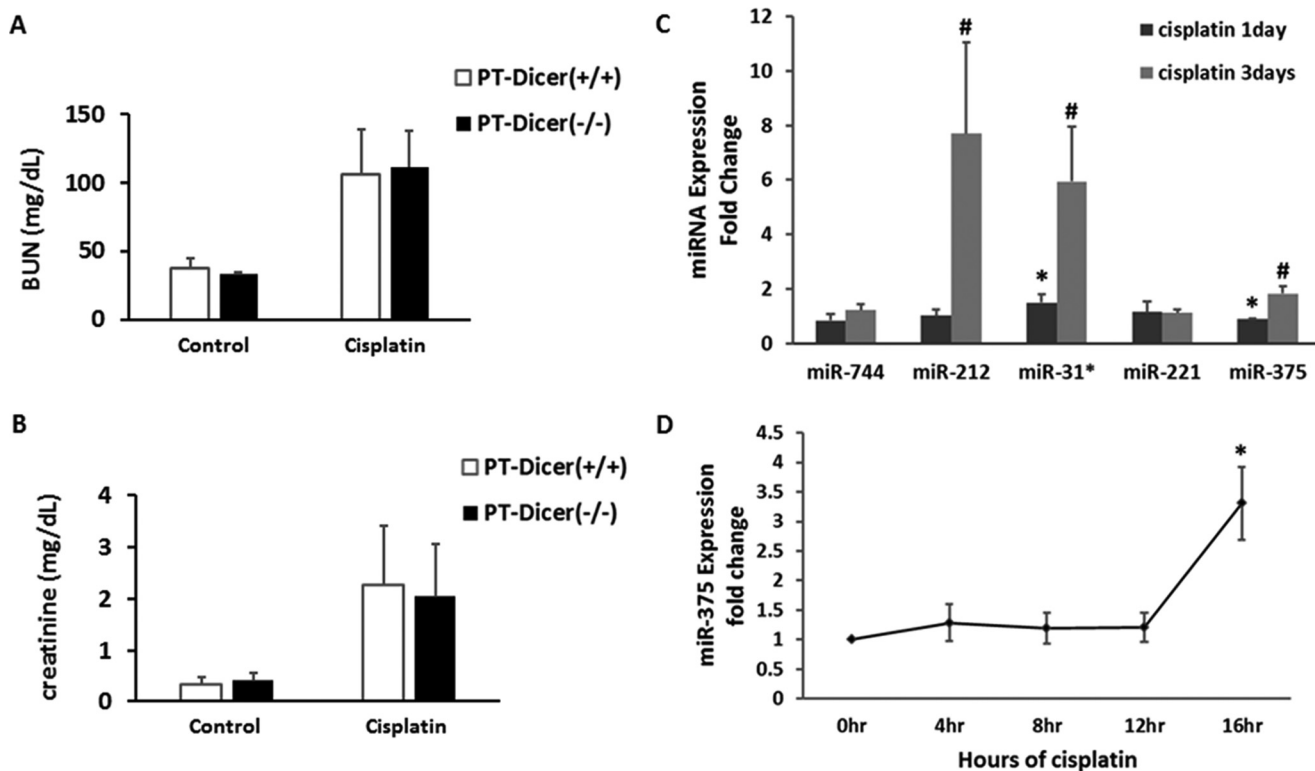 A
PT-Dicer(+/+)
PT-Dicer(-/-)
BUN (mg/dL)
150
100
50
0
Control
Cisplatin
B
PT-Dicer(+/+)
PT-Dicer(-/-)
creatinine (mg/dL)
4
3
2
1
0
Control
Cisplatin
C
cisplatin 1day
cisplatin 3days
miRNA Expression
Fold Change
12
10
8
6
4
2
0
#
*
#
*
#
miR-744
miR-212
miR-31*
miR-221
miR-375
D
miR-375 Expression
fold change
4.5
4
3.5
3
2.5
2
1.5
1
0.5
0
*
0hr
4hr
8hr
12hr
16hr
Hours of cisplatin